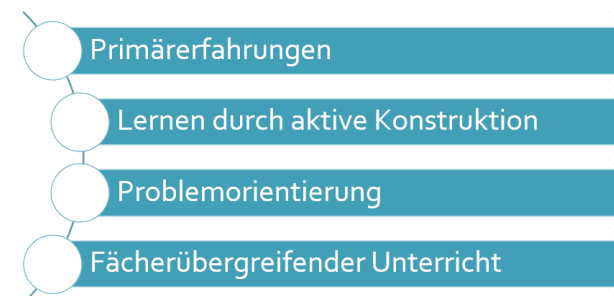 Primärerfahrungen
Lernen durch aktive Konstruktion
Problemorientierung
Fächerübergreifender Unterricht